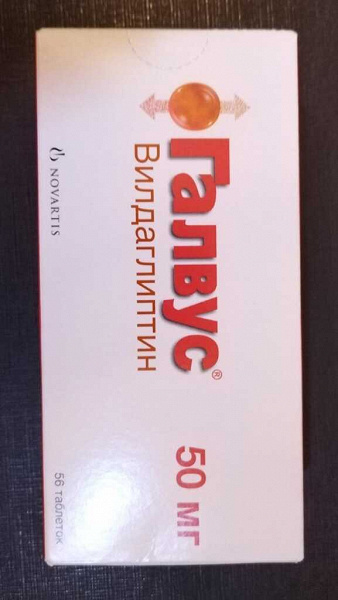 Галвус®
Вилдаглиптин
50 мг
NOVARTIS
56 таблеток